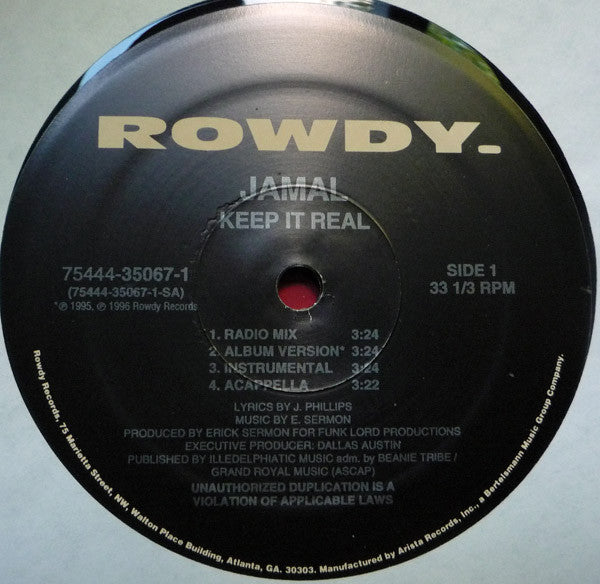 ROWDY.
JAMAL
KEEP IT REAL
75444-35067-1
(75444-35067-1-SA)
*℗ 1995, ℗ 1996 Rowdy Records
SIDE 1
33 1/3 RPM
1. RADIO MIX 3:24
2. ALBUM VERSION* 3:24
3. INSTRUMENTAL 3:24
4. ACAPPELLA 3:22
LYRICS BY J. PHILLIPS
MUSIC BY E. SERMON
PRODUCED BY ERICK SERMON FOR FUNK LORD PRODUCTIONS
EXECUTIVE PRODUCER: DALLAS AUSTIN
PUBLISHED BY ILLEDELPHIATIC MUSIC adm. by BEANIE TRIBE /
GRAND ROYAL MUSIC (ASCAP)
UNAUTHORIZED DUPLICATION IS A
VIOLATION OF APPLICABLE LAWS
Rowdy Records, 75 Marietta Street, NW, Walton Place Building, Atlanta, GA. 30303. Manufactured by Arista Records, Inc., a Bertelsmann Music Group Company.